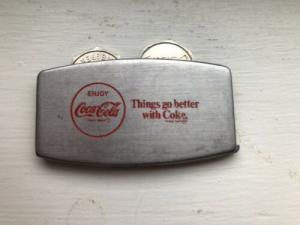 ENJOY
Coca-Cola
Things go better
with Coke.